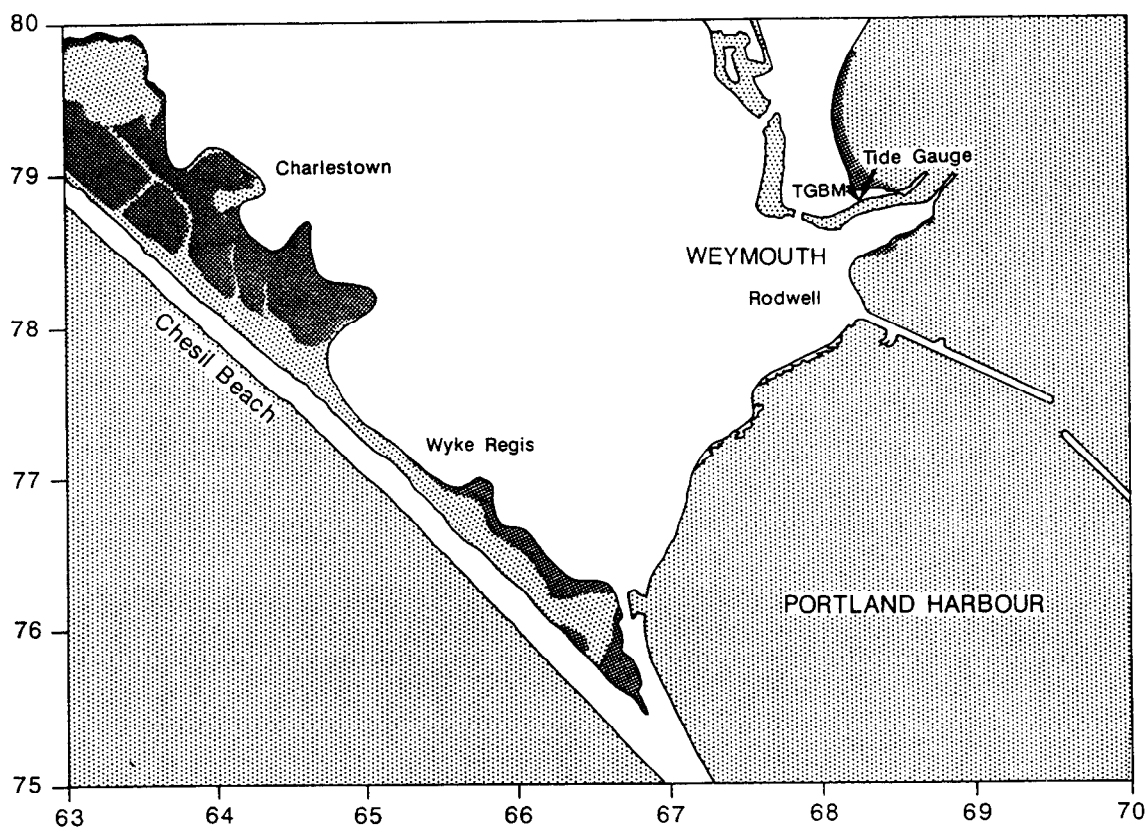 80
79
78
77
76
75
63
64
65
66
67
68
69
70
Charlestown
Tide Gauge
TGBM
WEYMOUTH
Rodwell
Chesil Beach
Wyke Regis
PORTLAND HARBOUR